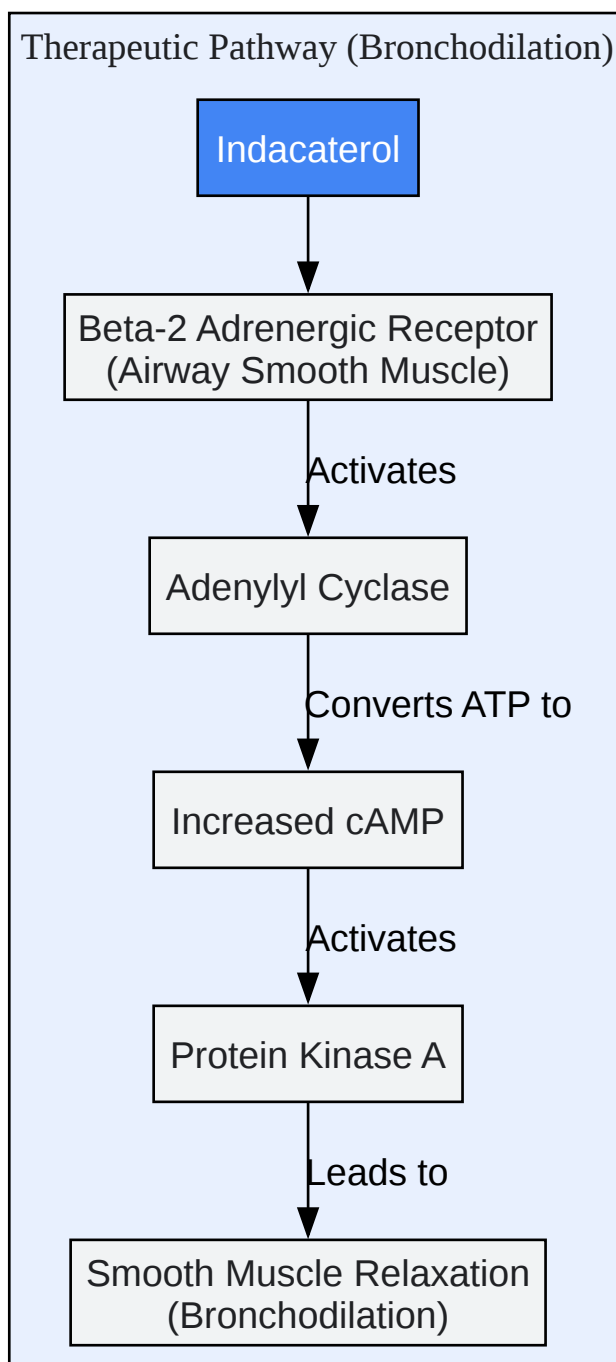 Therapeutic Pathway (Bronchodilation)
Indacaterol
Beta-2 Adrenergic Receptor
(Airway Smooth Muscle)
Activates
Adenylyl Cyclase
Converts ATP to
Increased cAMP
Activates
Protein Kinase A
Leads to
Smooth Muscle Relaxation
(Bronchodilation)